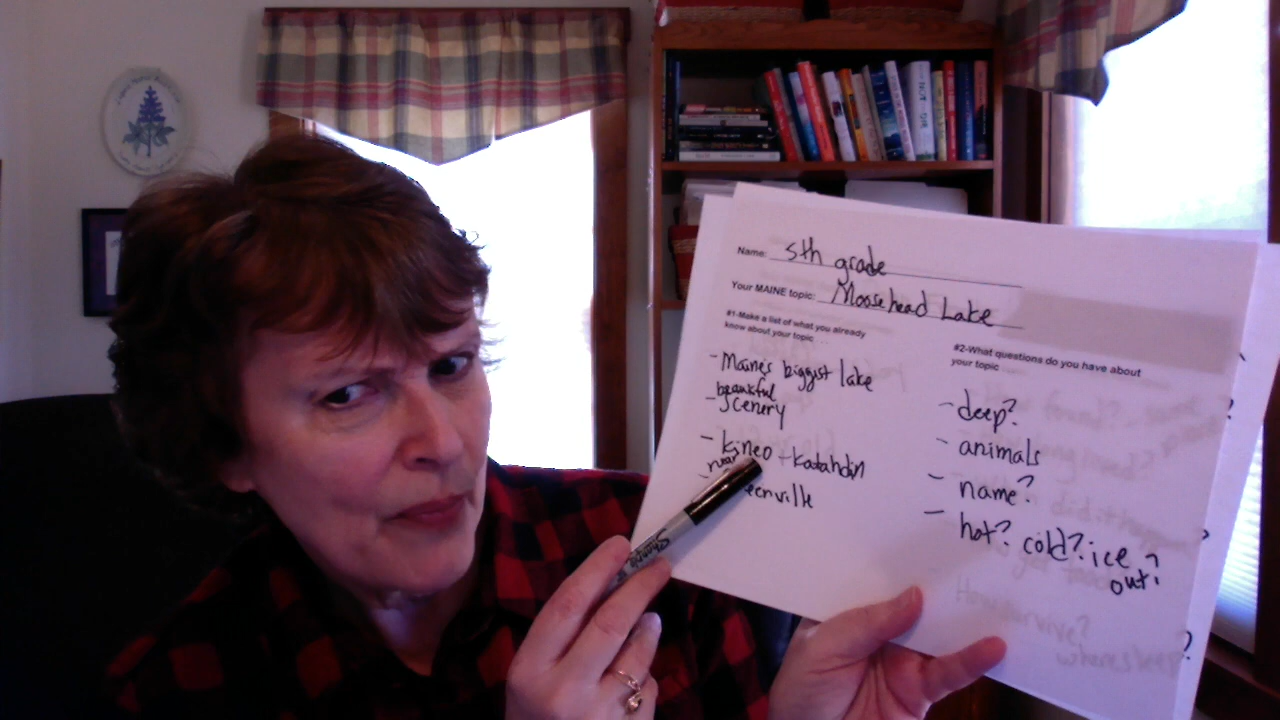 Name: 5th grade
Your MAINE topic: Moosehead Lake
#1-Make a list of what you already
know about your topic
- Maine's biggest lake
beautiful
- Scenery
- Kineo - Katahdin
near
#2-What questions do you have about
your topic
- deep?
- animals
- name?
- hot? cold? ice
out?
Sharpie